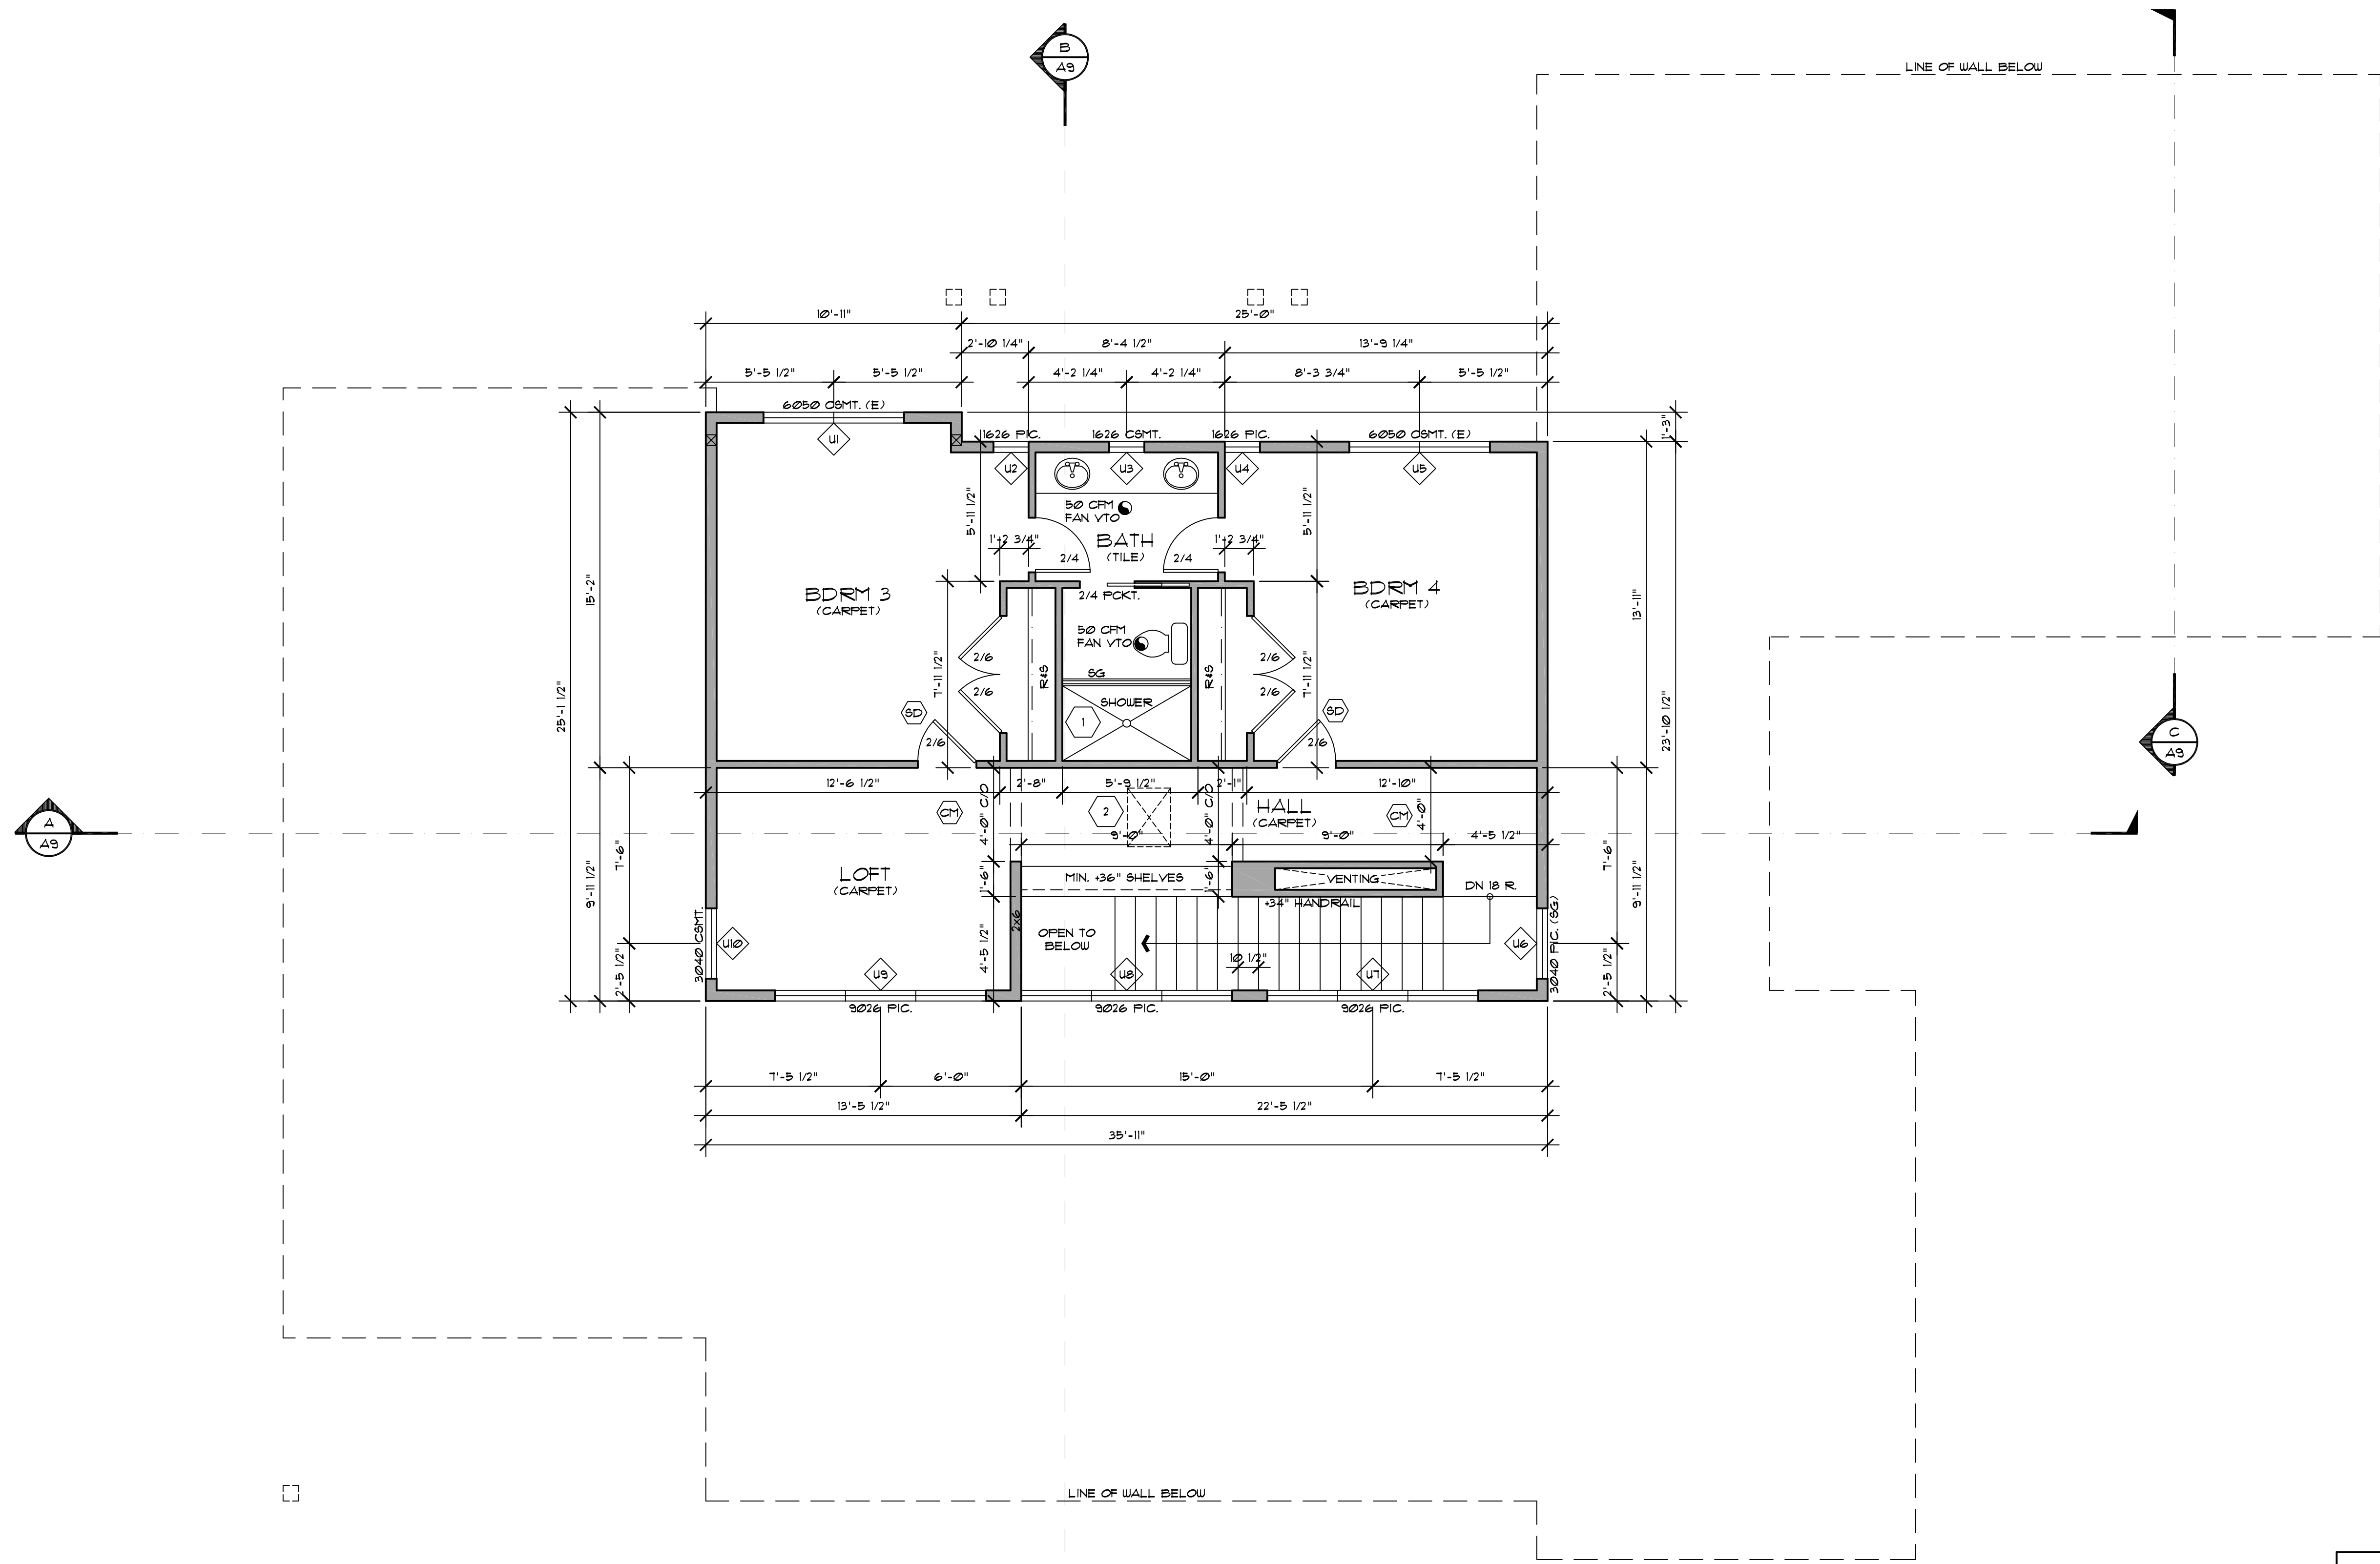 B
A9
LINE OF WALL BELOW
10'-11"
25'-0"
2'-10 1/4"
8'-4 1/2"
13'-9 1/4"
5'-5 1/2"
5'-5 1/2"
4'-2 1/4"
4'-2 1/4"
8'-3 3/4"
5'-5 1/2"
6050 CSMT. (E)
1626 PIC.
1626 CSMT.
1626 PIC.
6050 CSMT. (E)
1'-3"
U1
U2
U3
U4
U5
5'-11 1/2"
50 CFM
FAN VTO
5'-11 1/2"
1'-2 3/4"
BATH
(TILE)
1'-2 3/4"
2/4
2/4
15'-2"
BDRM 3
(CARPET)
2/4 PCKT.
BDRM 4
(CARPET)
13'-11"
50 CFM
FAN VTO
2/6
2/6
7'-11 1/2"
R&S
SG
R&S
7'-11 1/2"
2/6
2/6
25'-1 1/2"
SHOWER
1
SD
SD
2/6
2/6
23'-10 1/2"
C
A9
12'-6 1/2"
2'-8"
5'-9 1/2"
2'-1"
12'-10"
CM
4'-0" C/O
2
4'-0" C/O
HALL
(CARPET)
CM
4'-0"
A
A9
9'-0"
9'-0"
4'-5 1/2"
7'-6"
9'-11 1/2"
LOFT
(CARPET)
1'-6"
MIN. +36" SHELVES
1'-6"
VENTING
DN 18 R.
7'-6"
9'-11 1/2"
+34" HANDRAIL
2x6
OPEN TO
BELOW
3040 CSMT.
U10
4'-5 1/2"
U6
3040 PIC. (SG)
10 1/2"
2'-5 1/2"
U9
U8
U7
2'-5 1/2"
9026 PIC.
9026 PIC.
9026 PIC.
7'-5 1/2"
6'-0"
15'-0"
7'-5 1/2"
13'-5 1/2"
22'-5 1/2"
35'-11"
LINE OF WALL BELOW